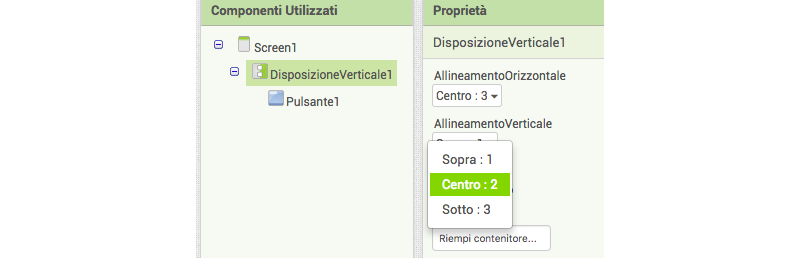 Componenti Utilizzati
Screen1
DisposizioneVerticale1
Pulsante1
Proprietà
DisposizioneVerticale1
AllineamentoOrizzontale
Centro : 3
AllineamentoVerticale
Sopra : 1
Centro : 2
Sotto : 3
Riempi contenitore...